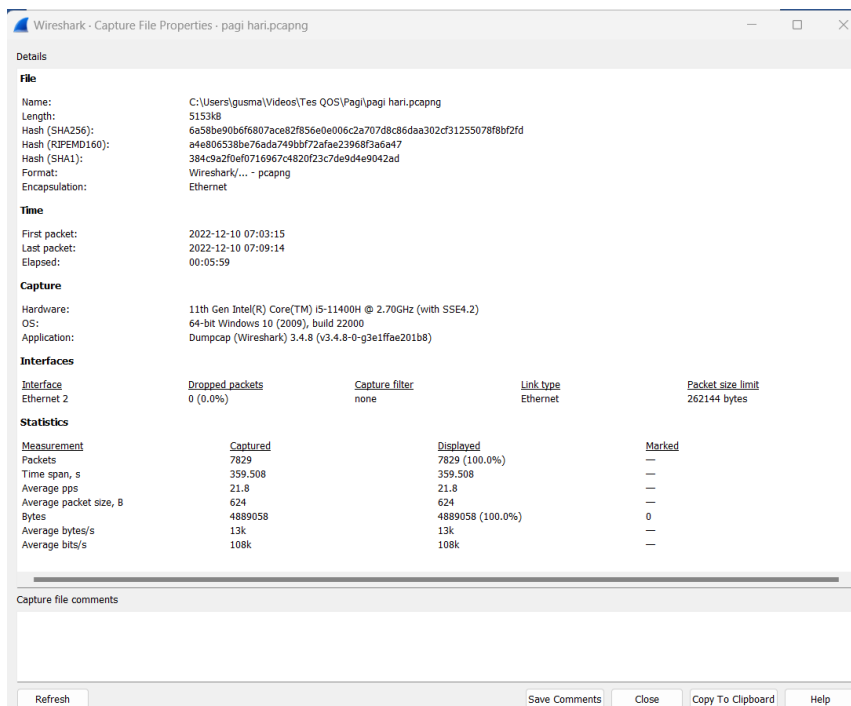 Wireshark · Capture File Properties · pagi hari.pcapng
Details
File
Name: C:\Users\gusma\Videos\Tes QOS\Pagi\pagi hari.pcapng
Length: 5153kB
Hash (SHA256): 6a58be90b6f6807ace82f856e0e006c2a707d8c86daa302cf31255078f8bf2fd
Hash (RIPEMD160): a4e806538be76ada749bbf72afae23968f3a6a47
Hash (SHA1): 384c9a2f0ef0716967c4820f23c7de9d4e9042ad
Format: Wireshark/... - pcapng
Encapsulation: Ethernet
Time
First packet: 2022-12-10 07:03:15
Last packet: 2022-12-10 07:09:14
Elapsed: 00:05:59
Capture
Hardware: 11th Gen Intel(R) Core(TM) i5-11400H @ 2.70GHz (with SSE4.2)
OS: 64-bit Windows 10 (2009), build 22000
Application: Dumpcap (Wireshark) 3.4.8 (v3.4.8-0-g3e1ffae201b8)
Interfaces
Interface Dropped packets Capture filter Link type Packet size limit
Ethernet 2 0 (0.0%) none Ethernet 262144 bytes
Statistics
Measurement Captured Displayed Marked
Packets 7829 7829 (100.0%) —
Time span, s 359.508 359.508 —
Average pps 21.8 21.8 —
Average packet size, B 624 624 —
Bytes 4889058 4889058 (100.0%) 0
Average bytes/s 13k 13k —
Average bits/s 108k 108k —
Capture file comments
Refresh Save Comments Close Copy To Clipboard Help